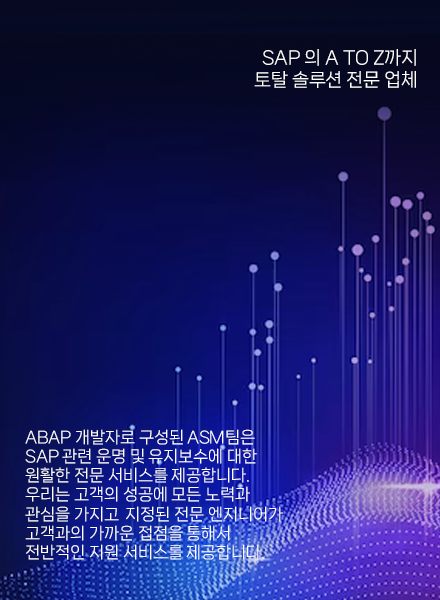 SAP 의 A TO Z까지
토탈 솔루션 전문 업체
ABAP 개발자로 구성된 ASM팀은
SAP 관련 운명 및 유지보수에 대한
원활한 전문 서비스를 제공합니다.
우리는 고객의 성공에 모든 노력과
관심을 가지고 지정된 전문 엔지니어가
고객과의 가까운 접점을 통해서
전반적인 지원 서비스를 제공합니다.